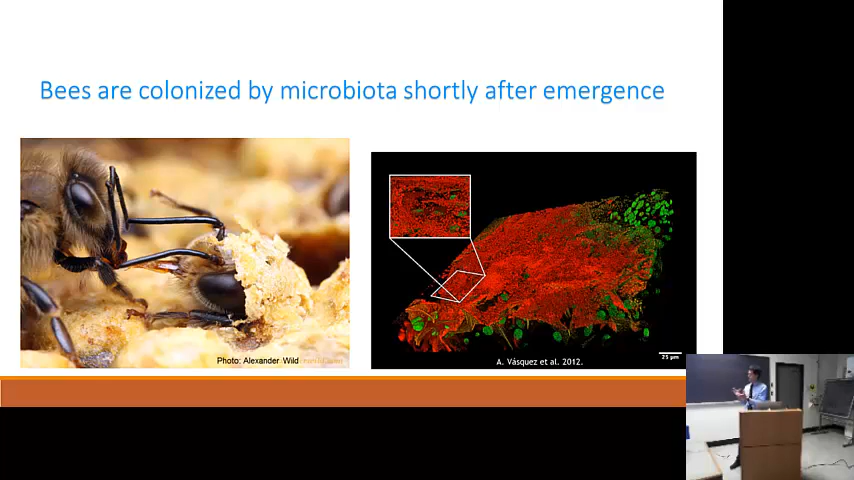 Bees are colonized by microbiota shortly after emergence
Photo: Alexander Wild
A. Vásquez et al. 2012.
25 µm